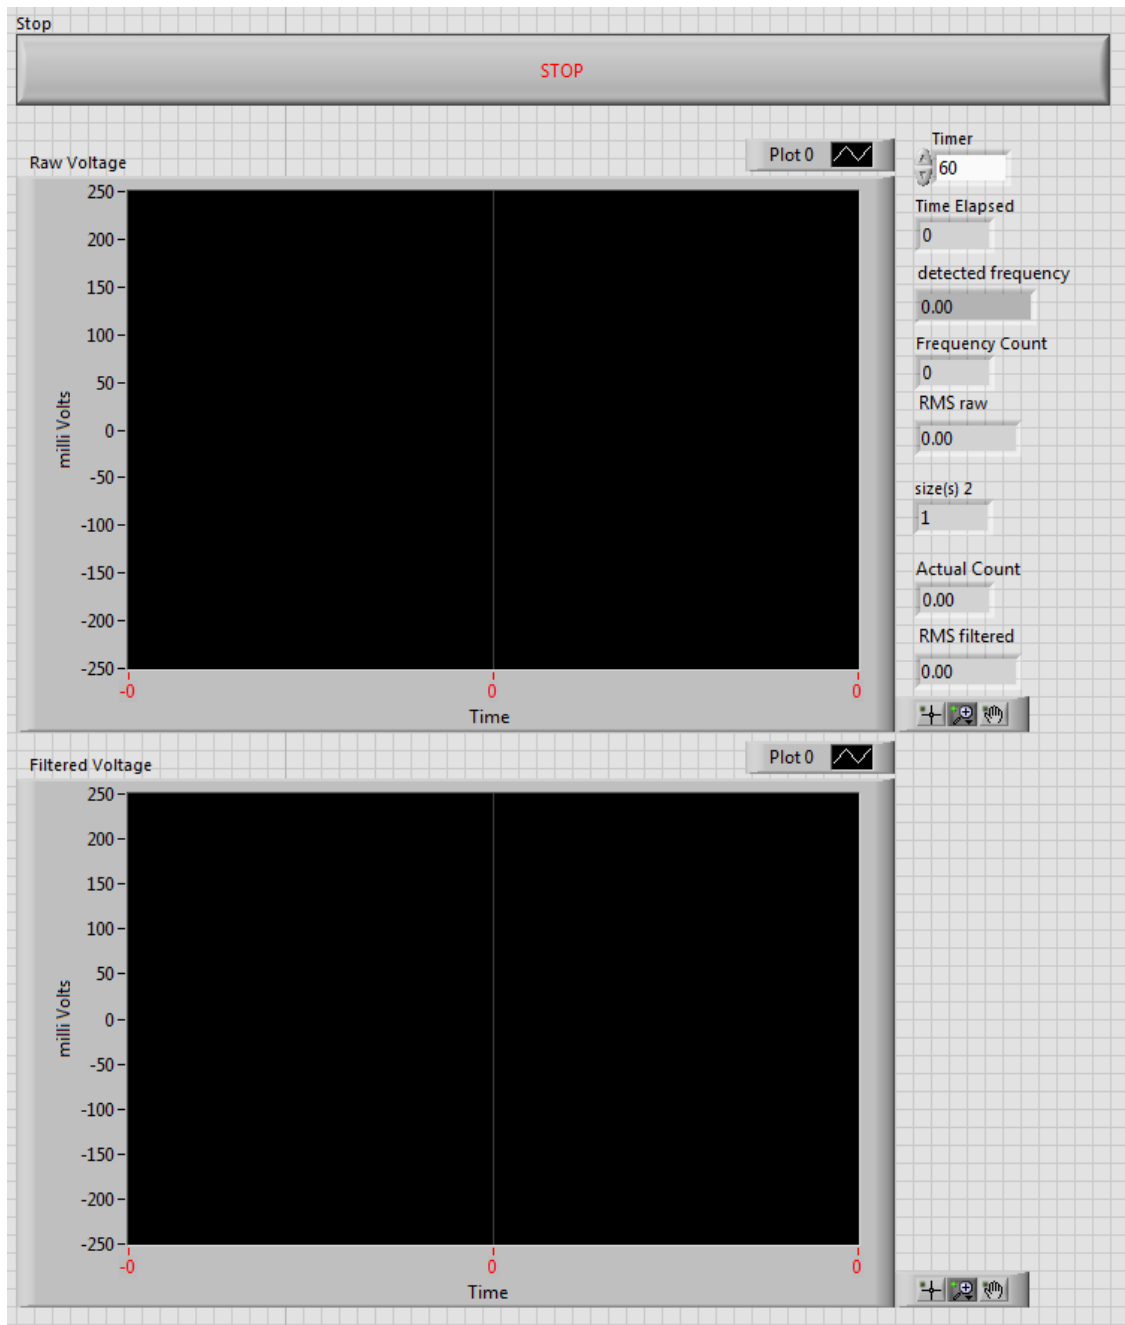 Stop
STOP
Raw Voltage
Plot 0
250
200
150
100
50
0
-50
-100
-150
-200
-250
milli Volts
-0 0 0
Time
Timer
60
Time Elapsed
0
detected frequency
0.00
Frequency Count
0
RMS raw
0.00
size(s) 2
1
Actual Count
0.00
RMS filtered
0.00
Filtered Voltage
Plot 0
250
200
150
100
50
0
-50
-100
-150
-200
-250
milli Volts
-0 0 0
Time